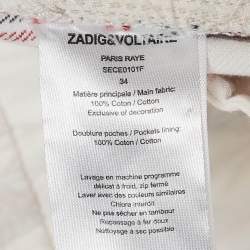 ZADIG&VOLTAIRE
PARIS RAYE
SECE0101F
34
Matière principale / Main fabric:
100% Coton / Cotton
Exclusive of decoration
Doublure poches / Pockets lining:
100% Coton / Cotton
Lavage en machine programme
délicat à froid, zip fermé
Laver avec des couleurs similaires
Chlore interdit
Ne pas sécher en tambour
Repassage à fer doux
Nettoyage à sec possible